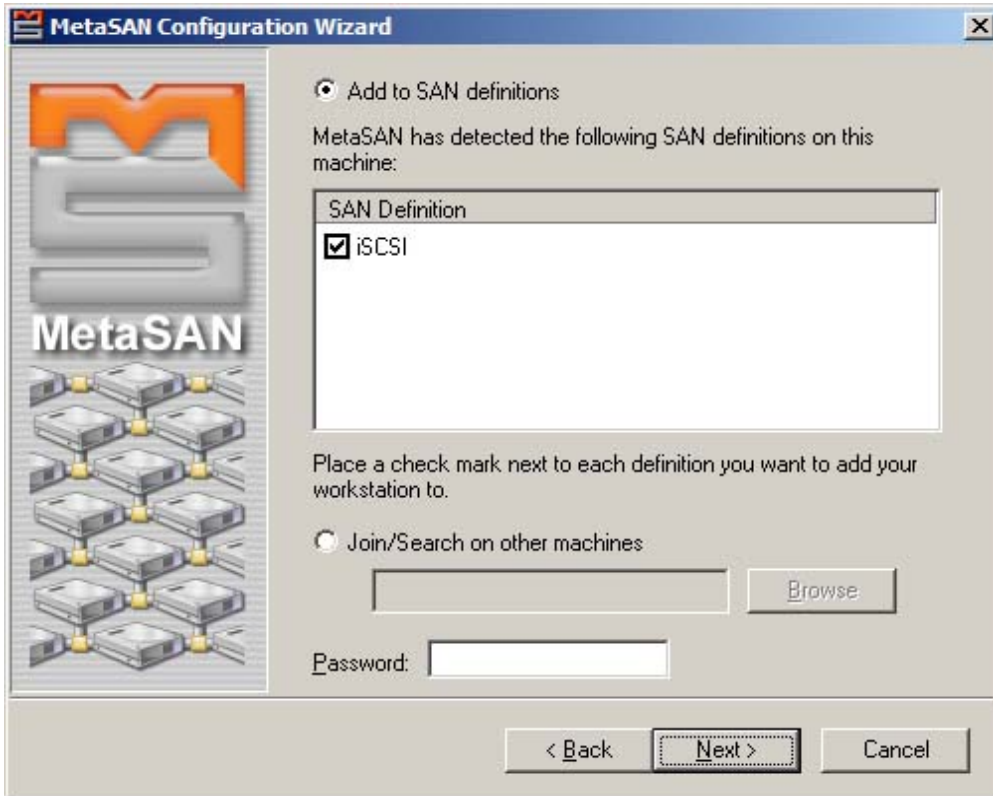 MetaSAN Configuration Wizard
Add to SAN definitions
MetaSAN has detected the following SAN definitions on this
machine:
SAN Definition
iSCSI
MetaSAN
Place a check mark next to each definition you want to add your
workstation to.
Join/Search on other machines
Browse
Password:
< Back
Next >
Cancel